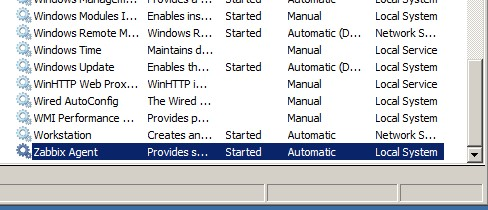 Windows Managem... Provides a ... Started Automatic Local System
Windows Modules I... Enables ins... Started Manual Local System
Windows Remote M... Windows R... Started Automatic (D... Network S...
Windows Time Maintains d... Manual Local Service
Windows Update Enables th... Started Automatic (D... Local System
WinHTTP Web Prox... WinHTTP i... Manual Local Service
Wired AutoConfig The Wired ... Manual Local System
WMI Performance ... Provides p... Manual Local System
Workstation Creates an... Started Automatic Network S...
Zabbix Agent Provides s... Started Automatic Local System